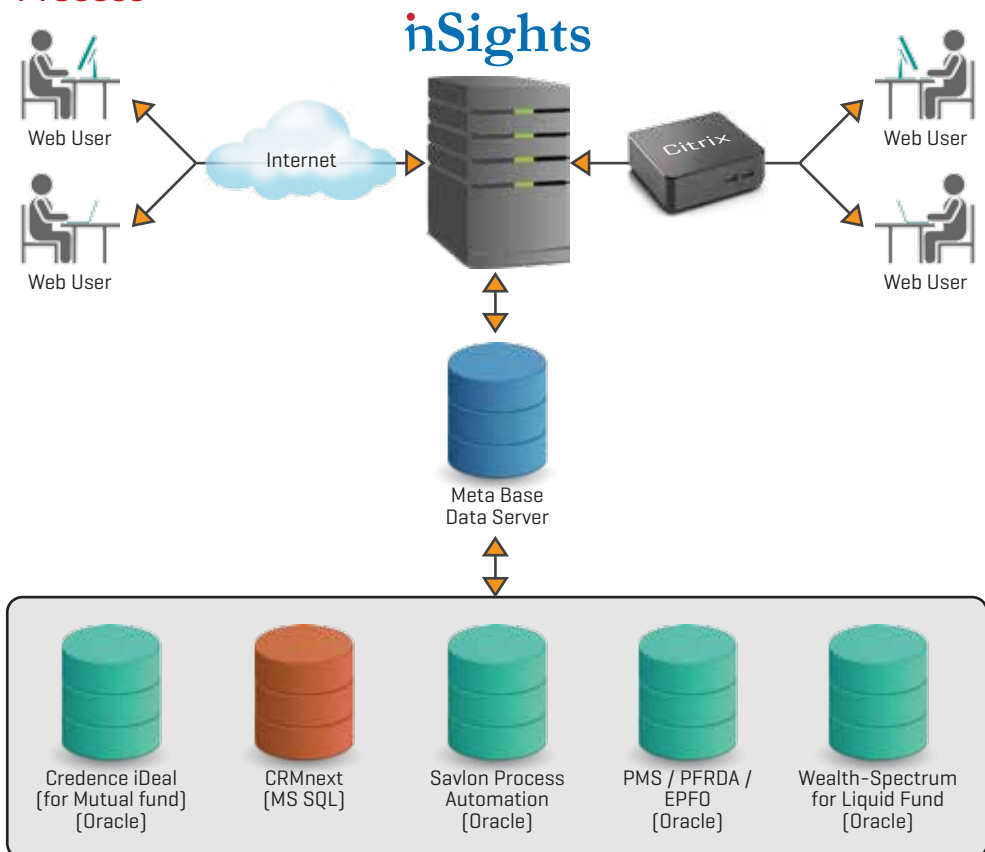 inSights
Web User
Internet
Citrix
Web User
Web User
Web User
Meta Base
Data Server
Credence iDeal
(for Mutual fund)
(Oracle)
CRMnext
(MS SQL)
Savlon Process
Automation
(Oracle)
PMS / PFRDA /
EPFO
(Oracle)
Wealth-Spectrum
for Liquid Fund
(Oracle)